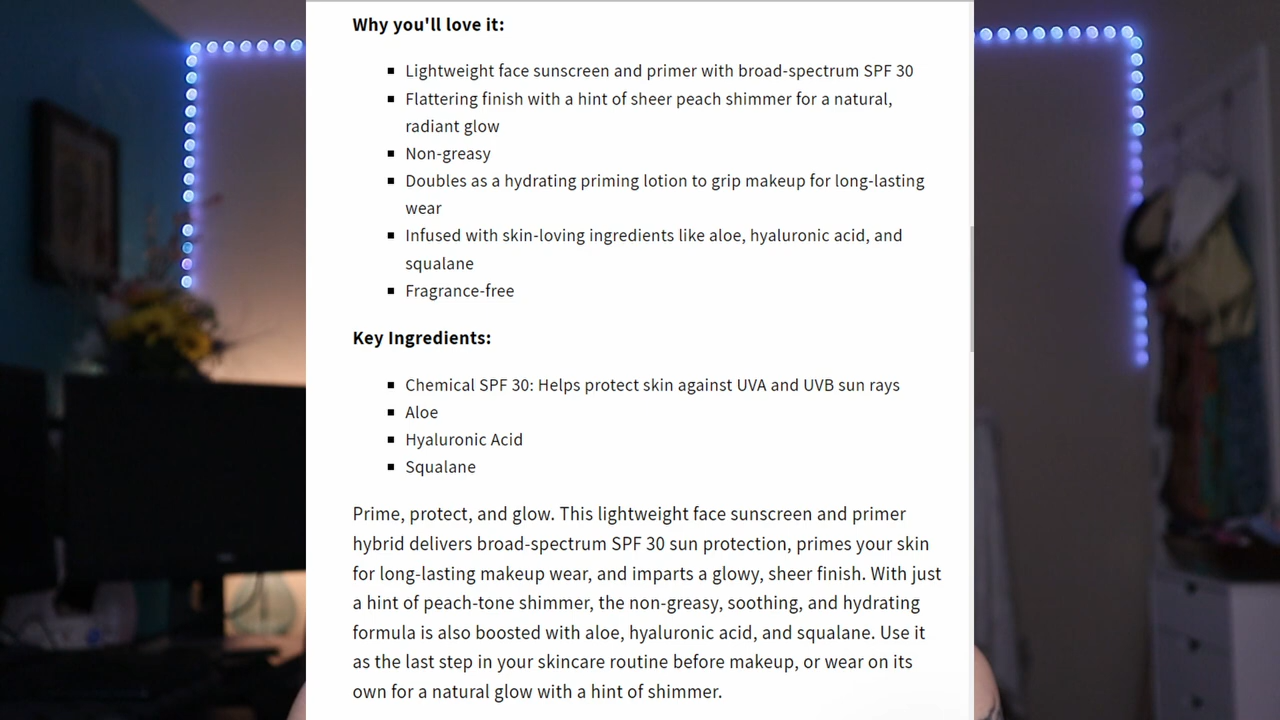 Why you'll love it:
Lightweight face sunscreen and primer with broad-spectrum SPF 30
Flattering finish with a hint of sheer peach shimmer for a natural,
radiant glow
Non-greasy
Doubles as a hydrating priming lotion to grip makeup for long-lasting
wear
Infused with skin-loving ingredients like aloe, hyaluronic acid, and
squalane
Fragrance-free
Key Ingredients:
Chemical SPF 30: Helps protect skin against UVA and UVB sun rays
Aloe
Hyaluronic Acid
Squalane
Prime, protect, and glow. This lightweight face sunscreen and primer
hybrid delivers broad-spectrum SPF 30 sun protection, primes your skin
for long-lasting makeup wear, and imparts a glowy, sheer finish. With just
a hint of peach-tone shimmer, the non-greasy, soothing, and hydrating
formula is also boosted with aloe, hyaluronic acid, and squalane. Use it
as the last step in your skincare routine before makeup, or wear on its
own for a natural glow with a hint of shimmer.